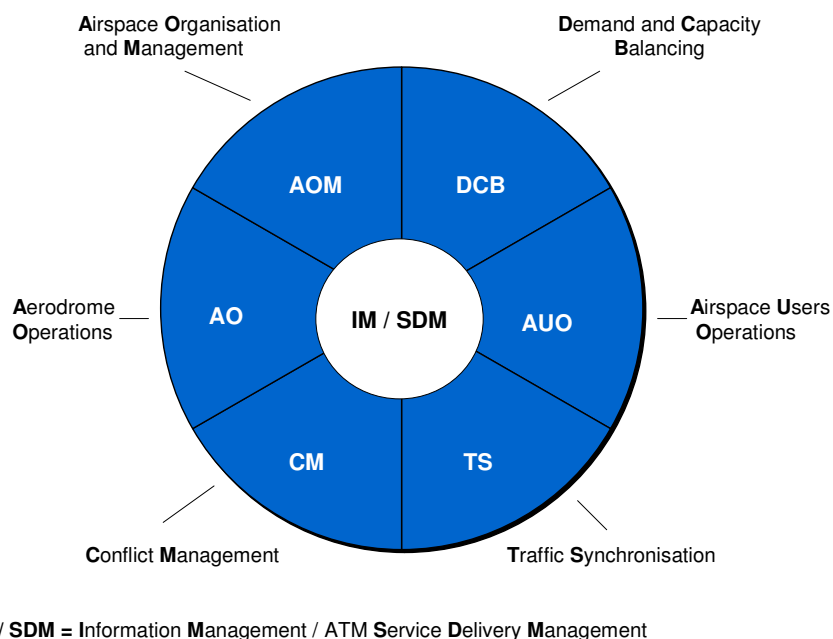 Airspace Organisation
and Management
Demand and Capacity
Balancing
AOM
DCB
Aerodrome
Operations
AO
IM / SDM
AUO
Airspace Users
Operations
CM
TS
Conflict Management
Traffic Synchronisation
/ SDM = Information Management / ATM Service Delivery Management